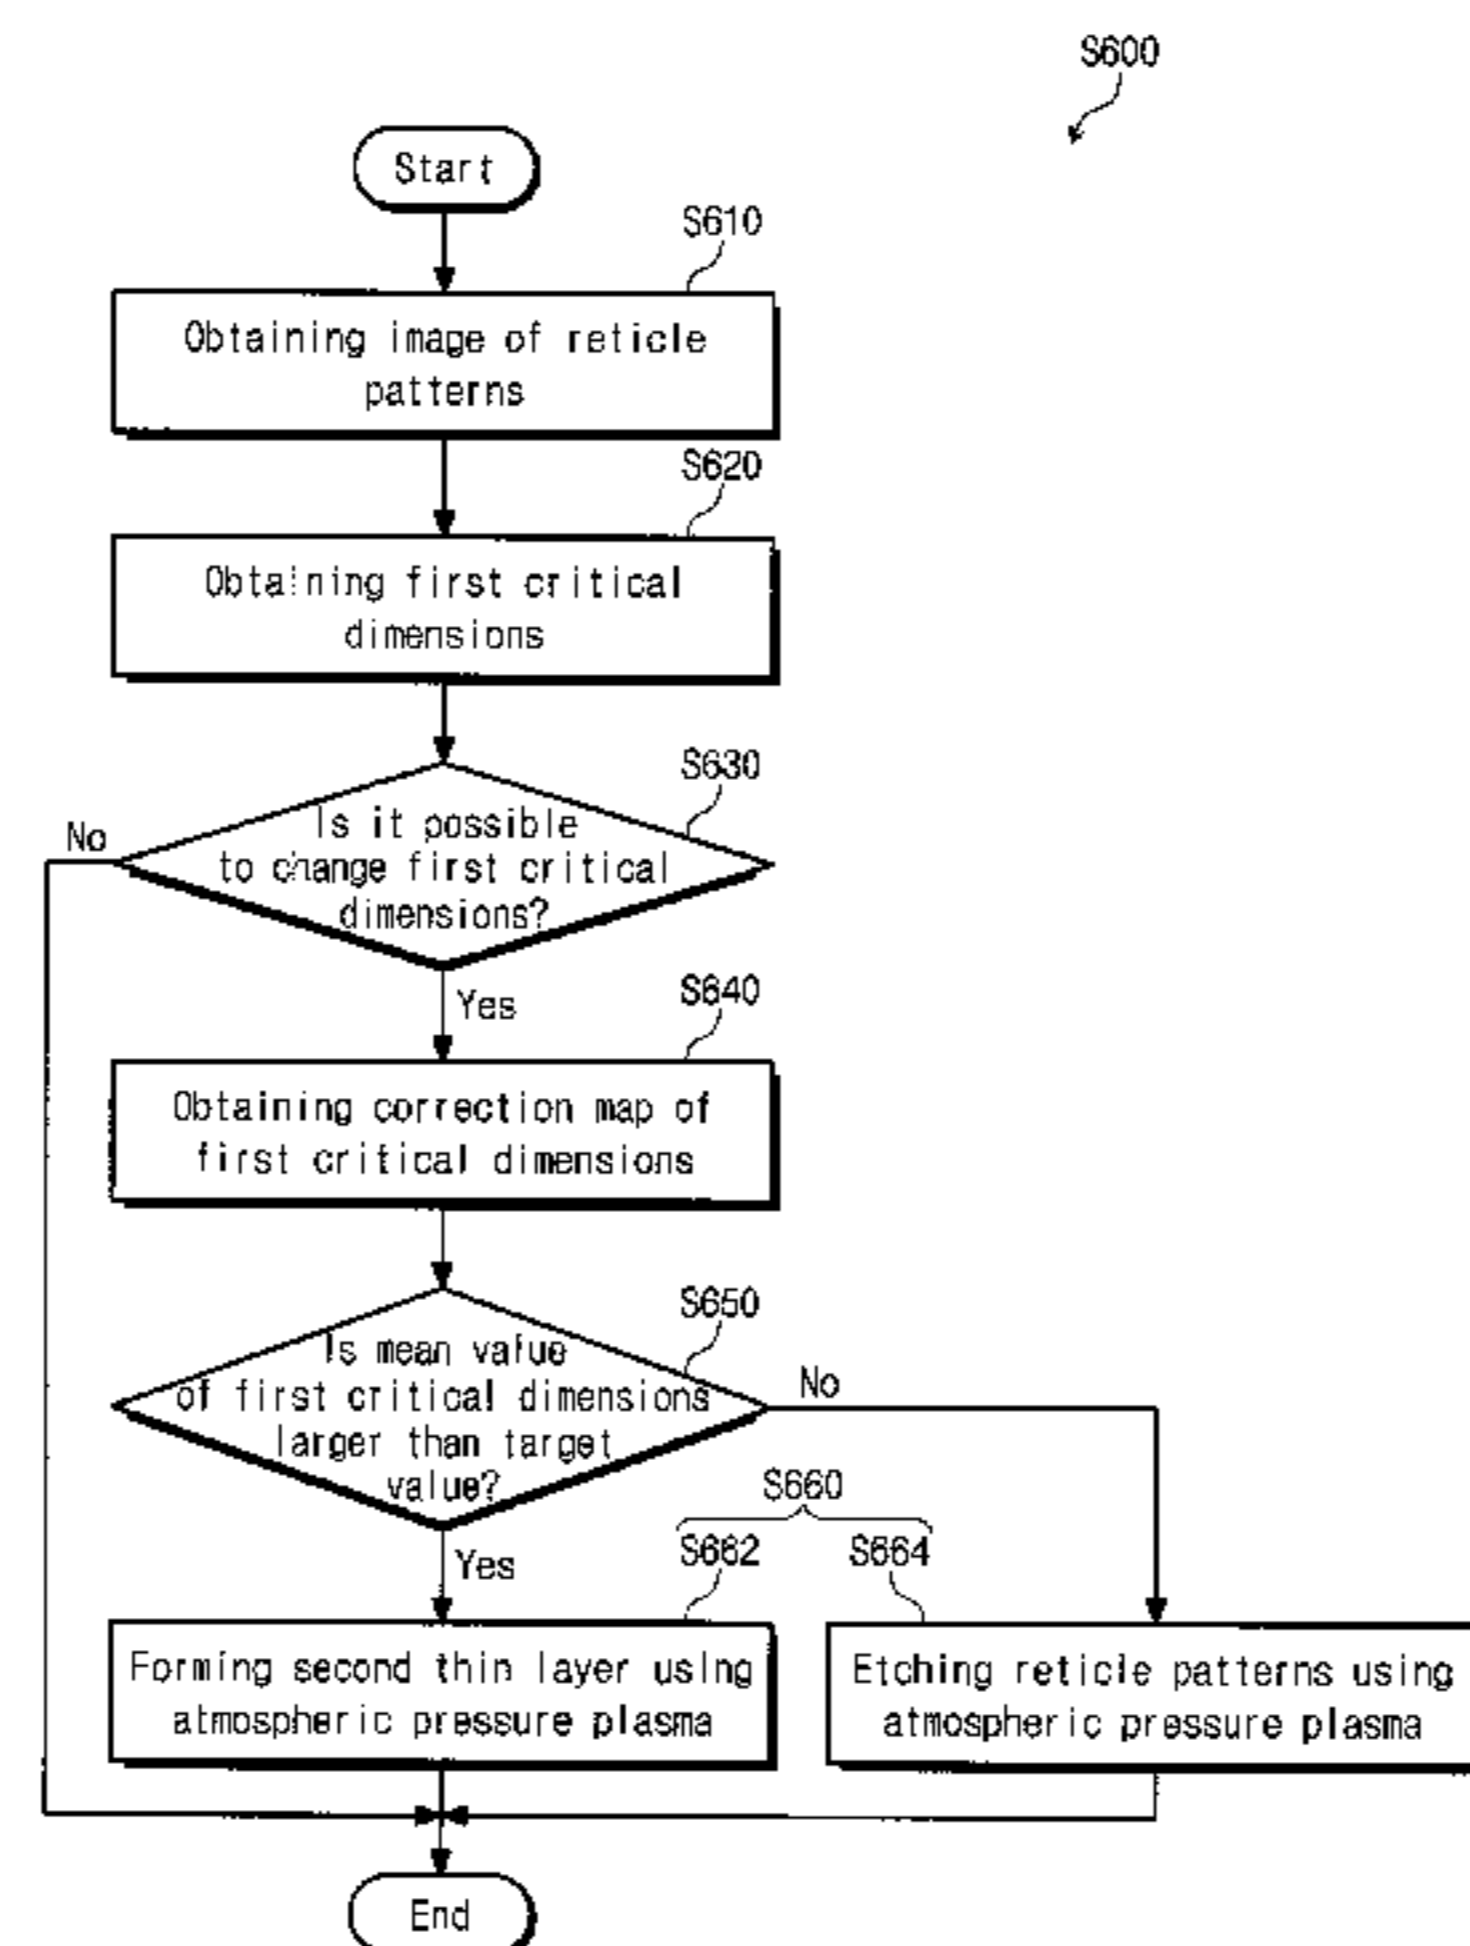 S600
Start
S610
Obtaining image of reticle
patterns
S620
Obtaining first critical
dimensions
S630
Is it possible
to change first critical
dimensions?
No
Yes
S640
Obtaining correction map of
first critical dimensions
S650
Is mean value
of first critical dimensions
larger than target
value?
No
Yes
S660
S662
S664
Forming second thin layer using
atmospheric pressure plasma
Etching reticle patterns using
atmospheric pressure plasma
End